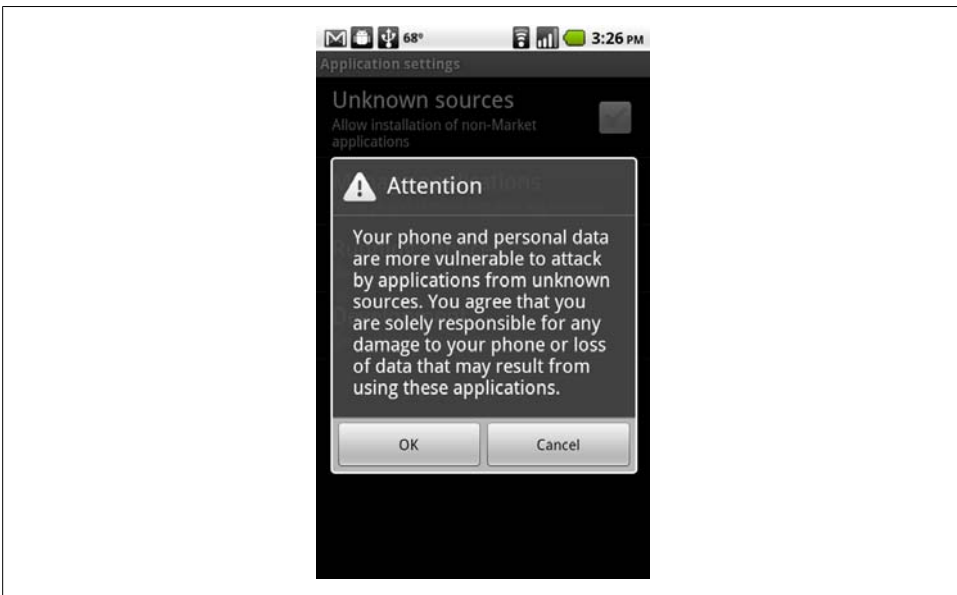 68° 3:26 PM
Application settings
Unknown sources
Allow installation of non-Market
applications
Attention
Your phone and personal data
are more vulnerable to attack
by applications from unknown
sources. You agree that you
are solely responsible for any
damage to your phone or loss
of data that may result from
using these applications.
OK Cancel